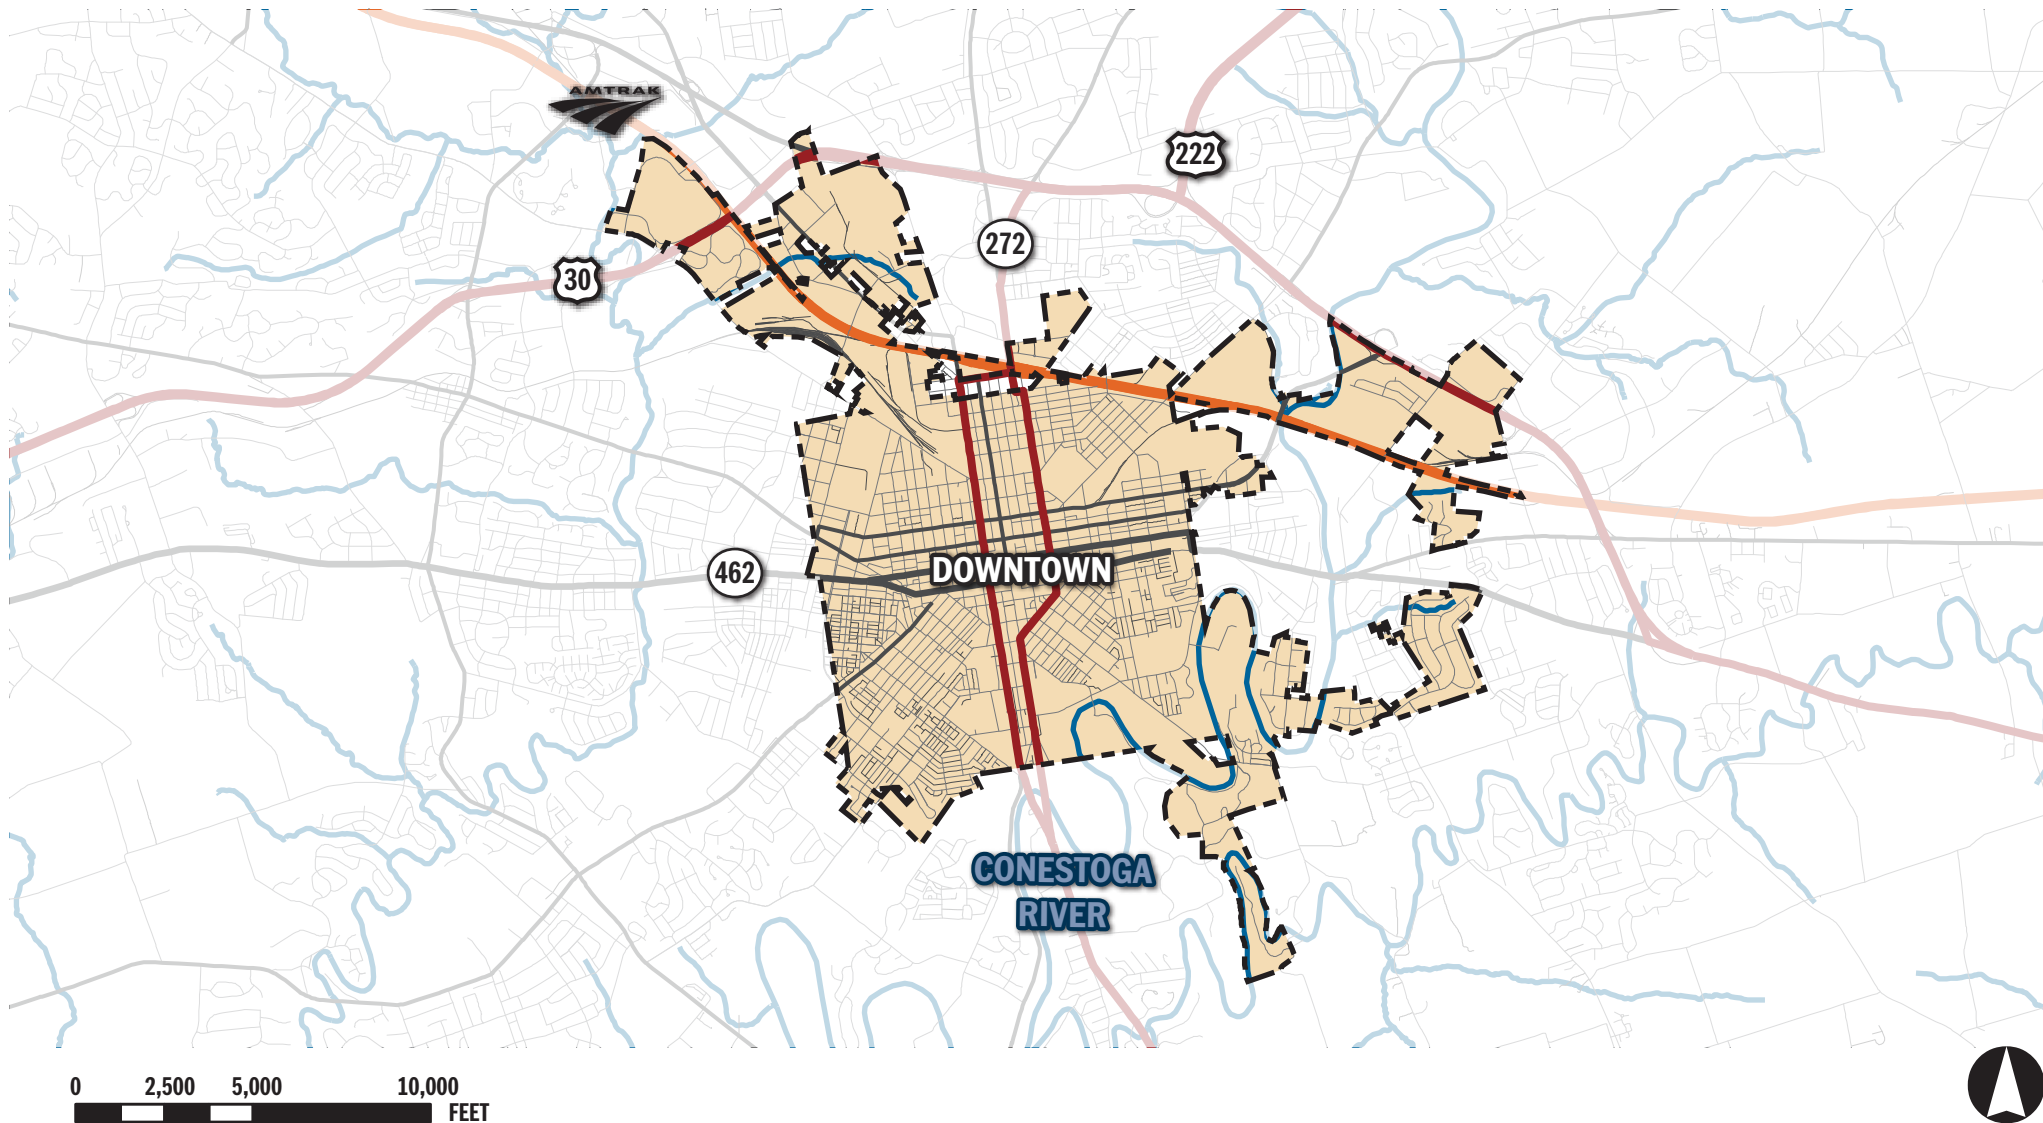 AMTRAK
222
272
30
462
DOWNTOWN
CONESTOGA
RIVER
0 2,500 5,000 10,000
FEET